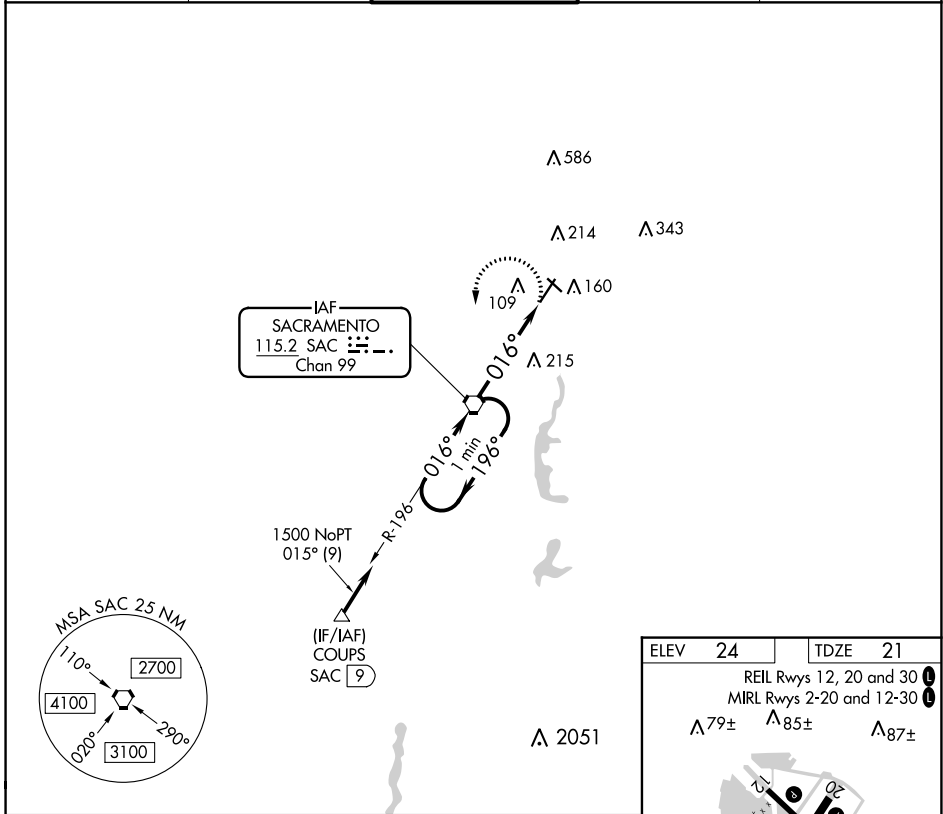 586
214
343
109
160
IAF
SACRAMENTO
115.2 SAC
Chan 99
016°
215
016°
1 min
196°
R-196
1500 NoPT
015° (9)
(IF/IAF)
COUPS
SAC 9
MSA SAC 25 NM
110°
2700
4100
020°
290°
3100
2051
ELEV 24 TDZE 21
REIL Rwys 12, 20 and 30 L
MIRL Rwys 2-20 and 12-30 L
79±
85±
87±
12
P
20